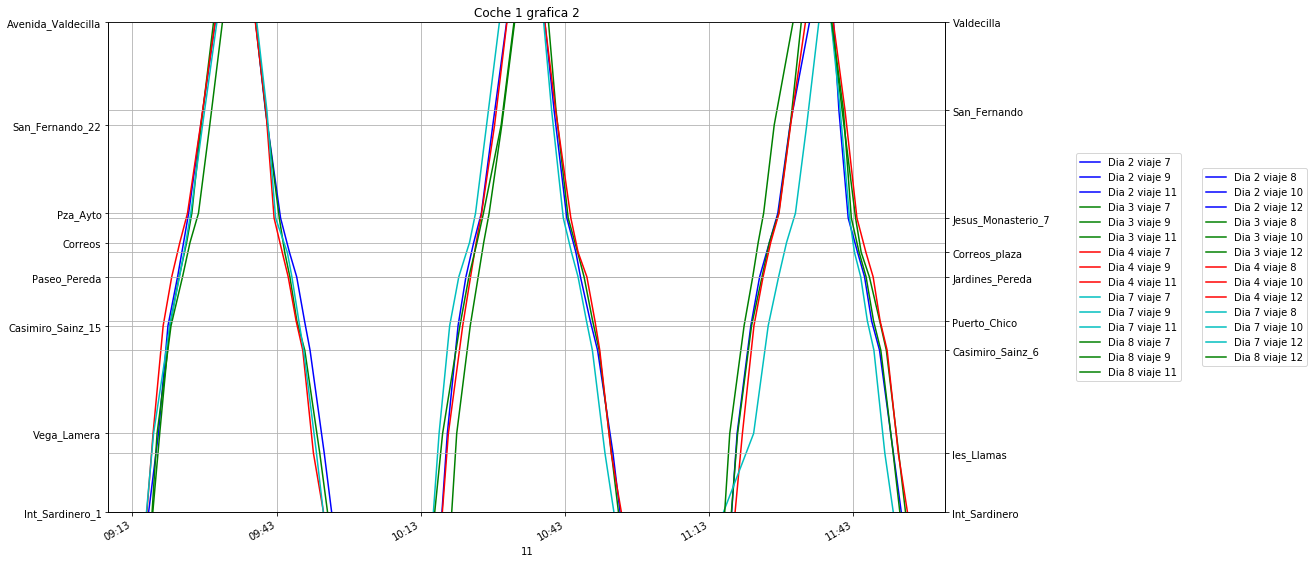 Coche 1 grafica 2
Avenida_Valdecilla
San_Fernando_22
Pza_Ayto
Correos
Paseo_Pereda
Casimiro_Sainz_15
Vega_Lamera
Int_Sardinero_1
Valdecilla
San_Fernando
Jesus_Monasterio_7
Correos_plaza
Jardines_Pereda
Puerto_Chico
Casimiro_Sainz_6
Ies_Llamas
Int_Sardinero
09:13
09:43
10:13
10:43
11:13
11:43
11
Dia 2 viaje 7
Dia 2 viaje 9
Dia 2 viaje 11
Dia 3 viaje 7
Dia 3 viaje 9
Dia 3 viaje 11
Dia 4 viaje 7
Dia 4 viaje 9
Dia 4 viaje 11
Dia 7 viaje 7
Dia 7 viaje 9
Dia 7 viaje 11
Dia 8 viaje 7
Dia 8 viaje 9
Dia 8 viaje 11
Dia 2 viaje 8
Dia 2 viaje 10
Dia 2 viaje 12
Dia 3 viaje 8
Dia 3 viaje 10
Dia 3 viaje 12
Dia 4 viaje 8
Dia 4 viaje 10
Dia 4 viaje 12
Dia 7 viaje 8
Dia 7 viaje 10
Dia 7 viaje 12
Dia 8 viaje 12